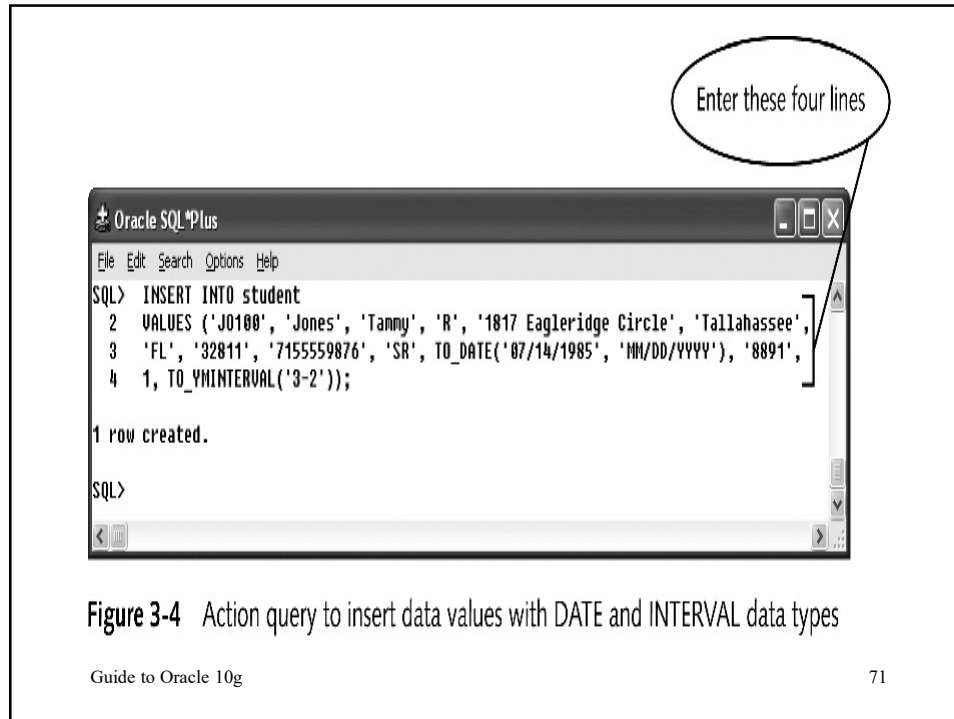 Enter these four lines
Oracle SQL*Plus
File Edit Search Options Help
SQL> INSERT INTO student
2 VALUES ('JO100', 'Jones', 'Tammy', 'R', '1817 Eagleridge Circle', 'Tallahassee',
3 'FL', '32811', '7155559876', 'SR', TO_DATE('07/14/1985', 'MM/DD/YYYY'), '8891',
4 1, TO_YMINTERVAL('3-2'));
1 row created.
SQL>
Figure 3-4 Action query to insert data values with DATE and INTERVAL data types
Guide to Oracle 10g 71